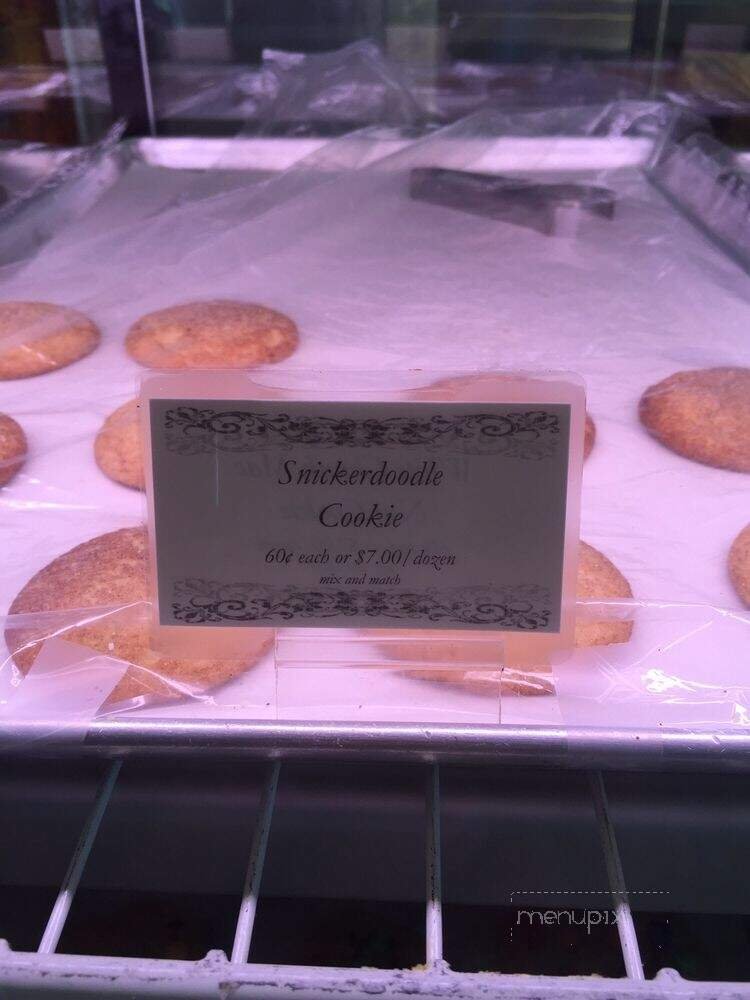 Snickerdoodle
Cookie
60¢ each or $7.00/dozen
mix and match
menupix